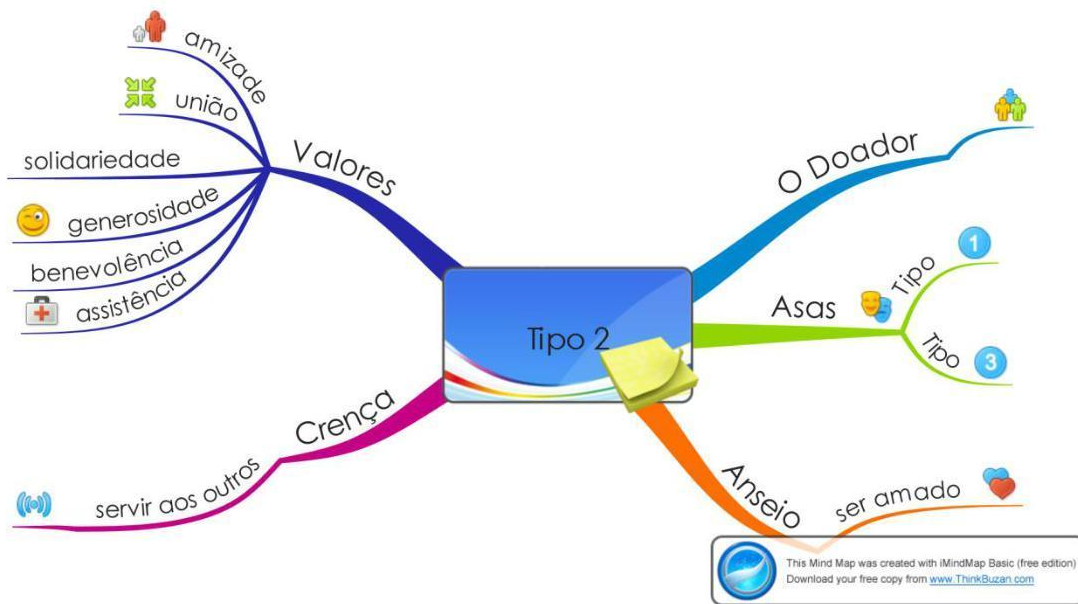 Tipo 2
O Doador
Asas
Tipo
1
Tipo
3
Anseio
ser amado
Crença
servir aos outros
Valores
amizade
união
solidariedade
generosidade
benevolência
assistência
This Mind Map was created with iMindMap Basic (free edition)
Download your free copy from www.ThinkBuzan.com